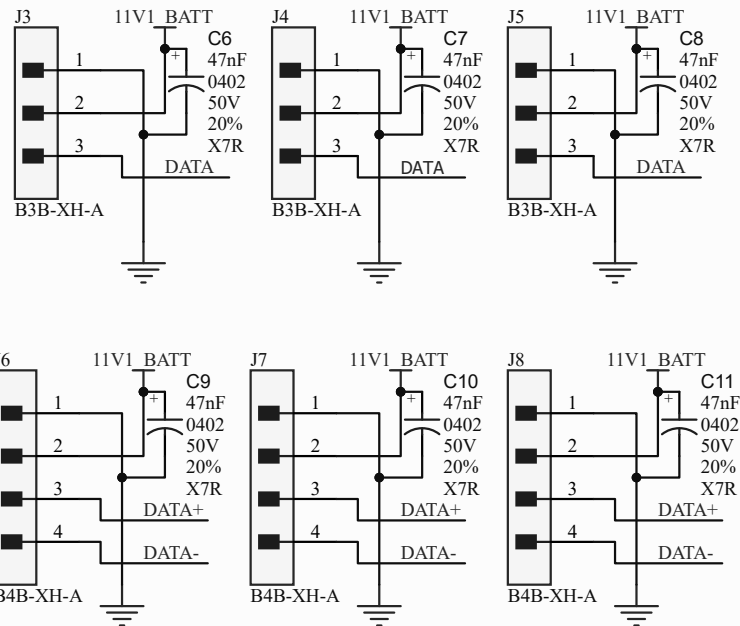 J3
11V1_BATT
C6
47nF
0402
50V
20%
X7R
+
1
2
3
DATA
B3B-XH-A
J4
11V1_BATT
C7
47nF
0402
50V
20%
X7R
+
1
2
3
DATA
B3B-XH-A
J5
11V1_BATT
C8
47nF
0402
50V
20%
X7R
+
1
2
3
DATA
B3B-XH-A
6
11V1_BATT
C9
47nF
0402
50V
20%
X7R
+
1
2
3
4
DATA+
DATA-
B4B-XH-A
J7
11V1_BATT
C10
47nF
0402
50V
20%
X7R
+
1
2
3
4
DATA+
DATA-
B4B-XH-A
J8
11V1_BATT
C11
47nF
0402
50V
20%
X7R
+
1
2
3
4
DATA+
DATA-
B4B-XH-A